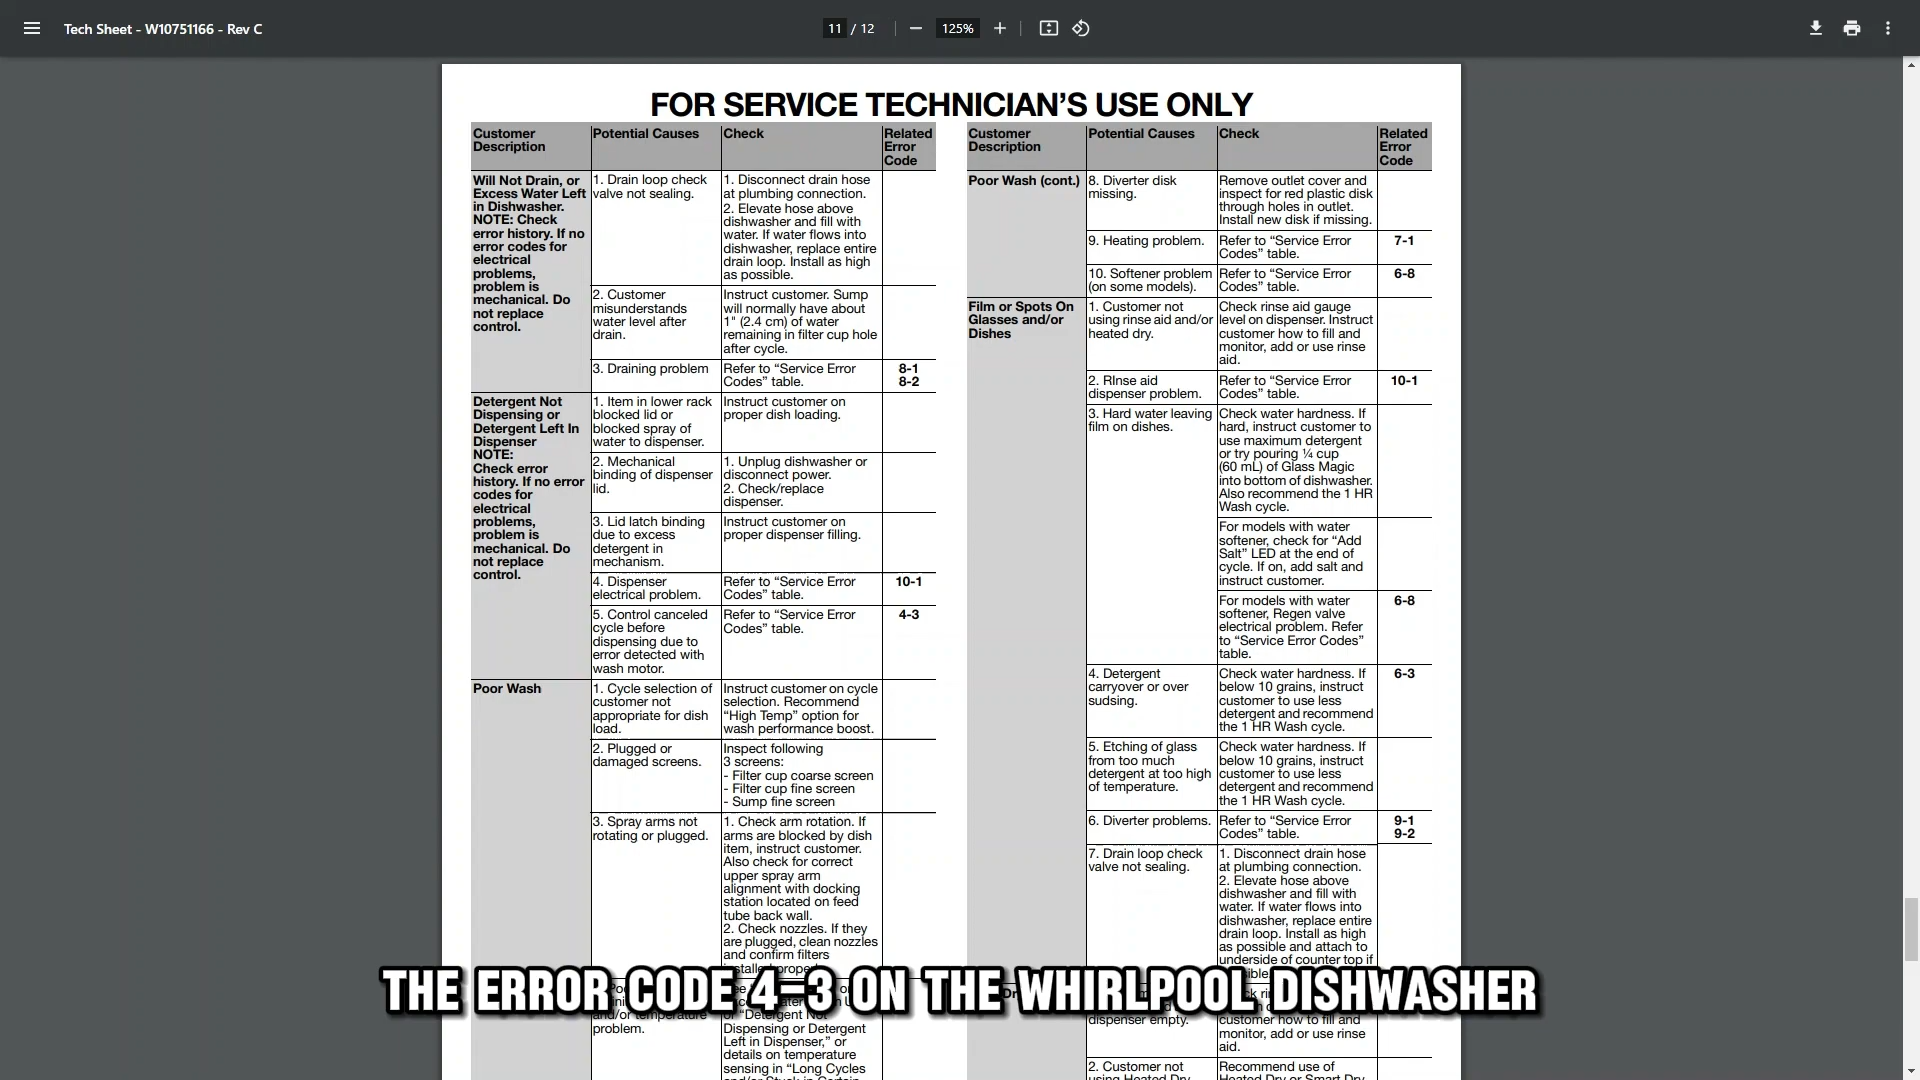 Tech Sheet - W10751166 - Rev C
11 / 12
125%
FOR SERVICE TECHNICIAN'S USE ONLY
Customer Description
Potential Causes
Check
Related Error Code
Will Not Drain, or
Excess Water Left
in Dishwasher.
NOTE: Check
error history. If no
error codes for
electrical
problems,
problem is
mechanical. Do
not replace
control.
1. Drain loop check
valve not sealing.
1. Disconnect drain hose
at plumbing connection.
2. Elevate hose above
dishwasher and fill with
water. If water flows into
dishwasher, replace entire
drain loop. Install as high
as possible.
2. Customer
misunderstands
water level after
drain.
Instruct customer. Sump
will normally have about
1" (2.4 cm) of water
remaining in filter cup hole
after cycle.
3. Draining problem
Refer to “Service Error
Codes” table.
8-1
8-2
Detergent Not
Dispensing or
Detergent Left In
Dispenser
NOTE:
Check error
history. If no error
codes for
electrical
problems,
problem is
mechanical. Do
not replace
control.
1. Item in lower rack
blocked lid or
blocked spray of
water to dispenser.
Instruct customer on
proper dish loading.
2. Mechanical
binding of dispenser
lid.
1. Unplug dishwasher or
disconnect power.
2. Check/replace
dispenser.
3. Lid latch binding
due to excess
detergent in
mechanism.
Instruct customer on
proper dispenser filling.
4. Dispenser
electrical problem.
Refer to “Service Error
Codes” table.
10-1
5. Control canceled
cycle before
dispensing due to
error detected with
wash motor.
Refer to “Service Error
Codes” table.
4-3
Poor Wash
1. Cycle selection of
customer not
appropriate for dish
load.
Instruct customer on cycle
selection. Recommend
“High Temp” option for
wash performance boost.
2. Plugged or
damaged screens.
Inspect following
3 screens:
- Filter cup coarse screen
- Filter cup fine screen
- Sump fine screen
3. Spray arms not
rotating or plugged.
1. Check arm rotation. If
arms are blocked by dish
item, instruct customer.
Also check for correct
upper spray arm
alignment with docking
station located on feed
tube back wall.
2. Check nozzles. If they
are plugged, clean nozzles
and confirm filters
and/or temperature
problem.
“Detergent Not
Dispensing or Detergent
Left in Dispenser,” or
details on temperature
sensing in “Long Cycles
Customer Description
Potential Causes
Check
Related Error Code
Poor Wash (cont.)
8. Diverter disk
missing.
Remove outlet cover and
inspect for red plastic disk
through holes in outlet.
Install new disk if missing.
9. Heating problem.
Refer to “Service Error
Codes” table.
7-1
10. Softener problem
(on some models).
Refer to “Service Error
Codes” table.
6-8
Film or Spots On
Glasses and/or
Dishes
1. Customer not
using rinse aid and/or
heated dry.
Check rinse aid gauge
level on dispenser. Instruct
customer how to fill and
monitor, add or use rinse
aid.
2. RInse aid
dispenser problem.
Refer to “Service Error
Codes” table.
10-1
3. Hard water leaving
film on dishes.
Check water hardness. If
hard, instruct customer to
use maximum detergent
or try pouring ¼ cup
(60 mL) of Glass Magic
into bottom of dishwasher.
Also recommend the 1 HR
Wash cycle.
For models with water
softener, check for “Add
Salt” LED at the end of
cycle. If on, add salt and
instruct customer.
For models with water
softener, Regen valve
electrical problem. Refer
to “Service Error Codes”
table.
6-8
4. Detergent
carryover or over
sudsing.
Check water hardness. If
below 10 grains, instruct
customer to use less
detergent and recommend
the 1 HR Wash cycle.
6-3
5. Etching of glass
from too much
detergent at too high
of temperature.
Check water hardness. If
below 10 grains, instruct
customer to use less
detergent and recommend
the 1 HR Wash cycle.
6. Diverter problems.
Refer to “Service Error
Codes” table.
9-1
9-2
7. Drain loop check
valve not sealing.
1. Disconnect drain hose
at plumbing connection.
2. Elevate hose above
dishwasher and fill with
water. If water flows into
dishwasher, replace entire
drain loop. Install as high
as possible and attach to
underside of counter top if
dispenser empty.
customer how to fill and
monitor, add or use rinse
aid.
2. Customer not
Recommend use of
THE ERROR CODE 4-3 ON THE WHIRLPOOL DISHWASHER